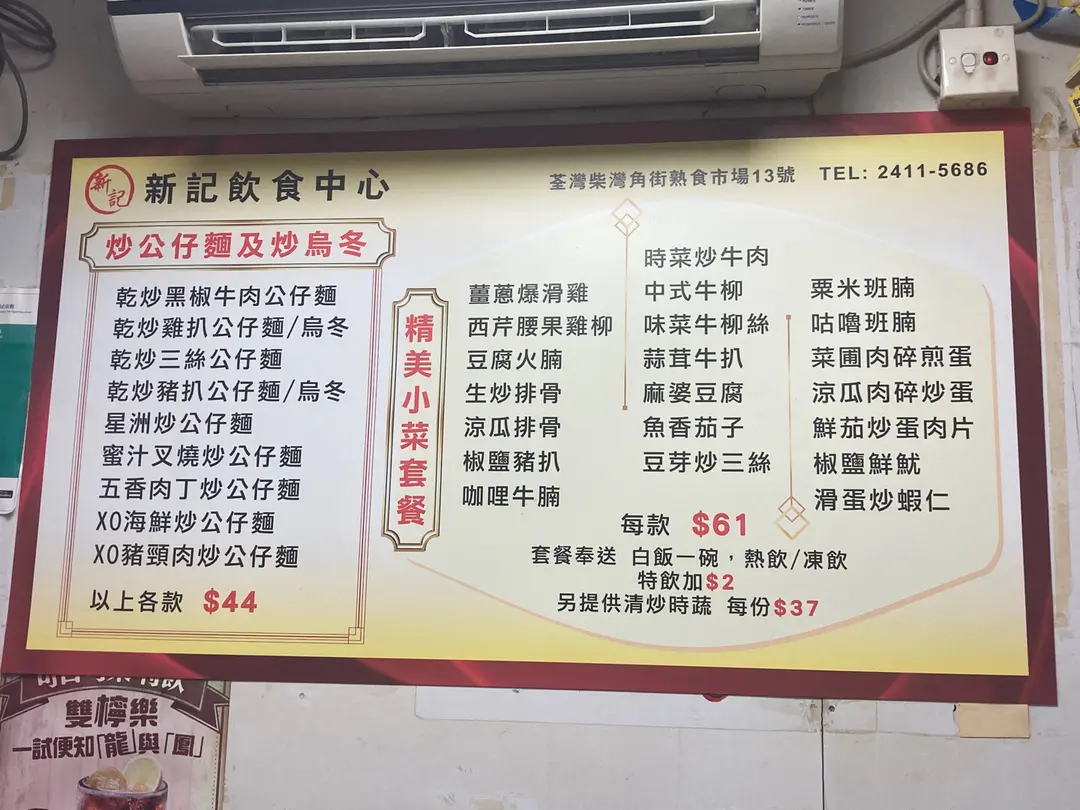 新記
新記飲食中心
荃灣柴灣角街熟食市場13號 TEL: 2411-5686
炒公仔麵及炒烏冬
乾炒黑椒牛肉公仔麵
乾炒雞扒公仔麵/烏冬
乾炒三絲公仔麵
乾炒豬扒公仔麵/烏冬
星洲炒公仔麵
蜜汁叉燒炒公仔麵
五香肉丁炒公仔麵
XO海鮮炒公仔麵
XO豬頸肉炒公仔麵
以上各款 $44
精美小菜套餐
薑蔥爆滑雞
西芹腰果雞柳
豆腐火腩
生炒排骨
涼瓜排骨
椒鹽豬扒
咖哩牛腩
時菜炒牛肉
中式牛柳
味菜牛柳絲
蒜茸牛扒
麻婆豆腐
魚香茄子
豆芽炒三絲
粟米班腩
咕嚕班腩
菜圃肉碎煎蛋
涼瓜肉碎炒蛋
鮮茄炒蛋肉片
椒鹽鮮魷
滑蛋炒蝦仁
每款 $61
套餐奉送 白飯一碗，熱飲/凍飲
特飲加$2
另提供清炒時蔬 每份$37
雙檸樂
一試便知「龍」與「鳳」